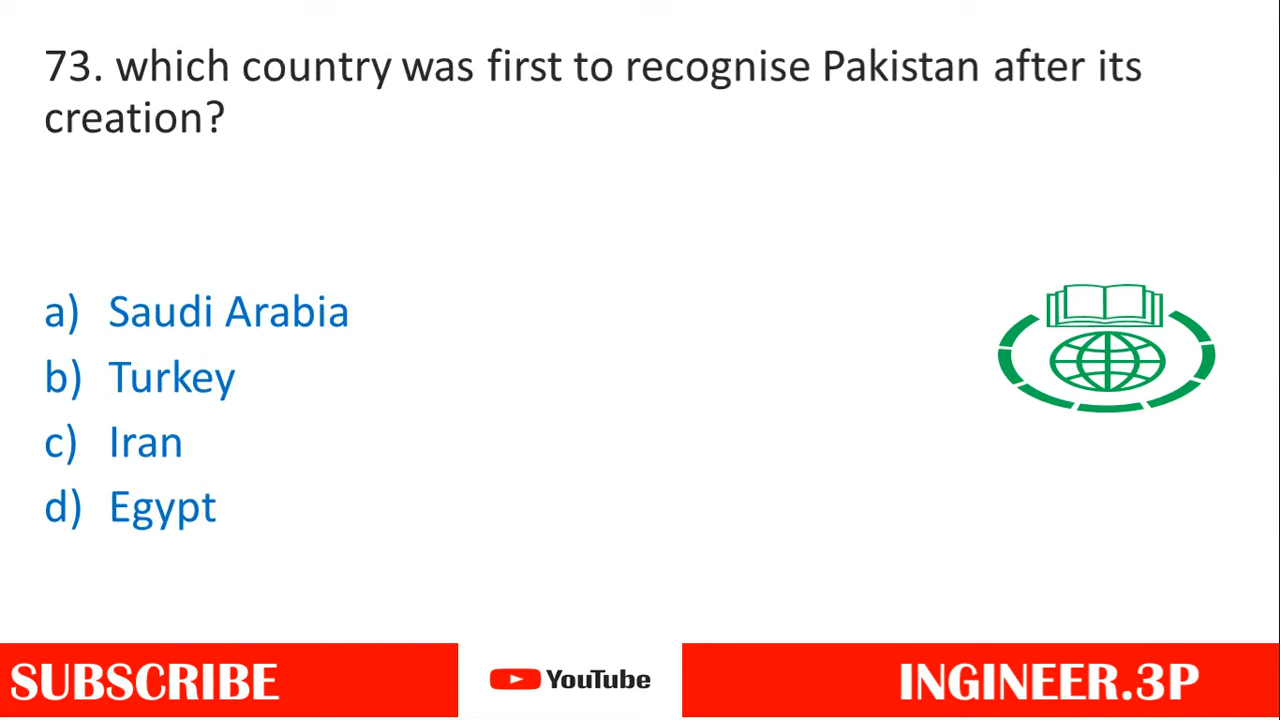 73. which country was first to recognise Pakistan after its
creation?
a) Saudi Arabia
b) Turkey
c) Iran
d) Egypt
SUBSCRIBE
YouTube
INGINEER.3P